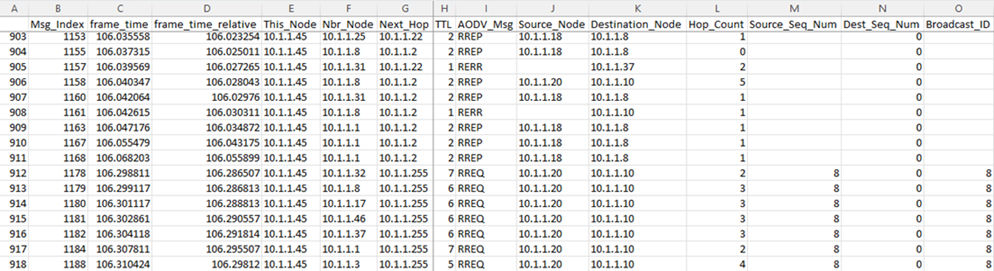 A B C D E F G H I J K L M N O
Msg_Index frame_time frame_time_relative This_Node Nbr_Node Next_Hop TTL AODV_Msg Source_Node Destination_Node Hop_Count Source_Seq_Num Dest_Seq_Num Broadcast_ID
903 1153 106.035558 106.023254 10.1.1.45 10.1.1.25 10.1.1.22 2 RREP 10.1.1.18 10.1.1.8 1 0
904 1155 106.037315 106.025011 10.1.1.45 10.1.1.8 10.1.1.2 2 RREP 10.1.1.18 10.1.1.8 0 0
905 1157 106.039569 106.027265 10.1.1.45 10.1.1.31 10.1.1.22 1 RERR 10.1.1.37 2 0
906 1158 106.040347 106.028043 10.1.1.45 10.1.1.8 10.1.1.2 2 RREP 10.1.1.20 10.1.1.10 5 0
907 1160 106.042064 106.02976 10.1.1.45 10.1.1.31 10.1.1.2 2 RREP 10.1.1.18 10.1.1.8 1 0
908 1161 106.042615 106.030311 10.1.1.45 10.1.1.8 10.1.1.2 1 RERR 10.1.1.10 1 0
909 1163 106.047176 106.034872 10.1.1.45 10.1.1.1 10.1.1.2 2 RREP 10.1.1.18 10.1.1.8 1 0
910 1167 106.055479 106.043175 10.1.1.45 10.1.1.1 10.1.1.2 2 RREP 10.1.1.18 10.1.1.8 1 0
911 1168 106.068203 106.055899 10.1.1.45 10.1.1.1 10.1.1.2 2 RREP 10.1.1.18 10.1.1.8 1 0
912 1178 106.298811 106.286507 10.1.1.45 10.1.1.32 10.1.1.255 7 RREQ 10.1.1.20 10.1.1.10 2 8 0 8
913 1179 106.299117 106.286813 10.1.1.45 10.1.1.8 10.1.1.255 6 RREQ 10.1.1.20 10.1.1.10 3 8 0 8
914 1180 106.301117 106.288813 10.1.1.45 10.1.1.17 10.1.1.255 6 RREQ 10.1.1.20 10.1.1.10 3 8 0 8
915 1181 106.302861 106.290557 10.1.1.45 10.1.1.46 10.1.1.255 6 RREQ 10.1.1.20 10.1.1.10 3 8 0 8
916 1182 106.304118 106.291814 10.1.1.45 10.1.1.37 10.1.1.255 6 RREQ 10.1.1.20 10.1.1.10 3 8 0 8
917 1184 106.307811 106.295507 10.1.1.45 10.1.1.1 10.1.1.255 7 RREQ 10.1.1.20 10.1.1.10 2 8 0 8
918 1188 106.310424 106.29812 10.1.1.45 10.1.1.3 10.1.1.255 5 RREQ 10.1.1.20 10.1.1.10 4 8 0 8